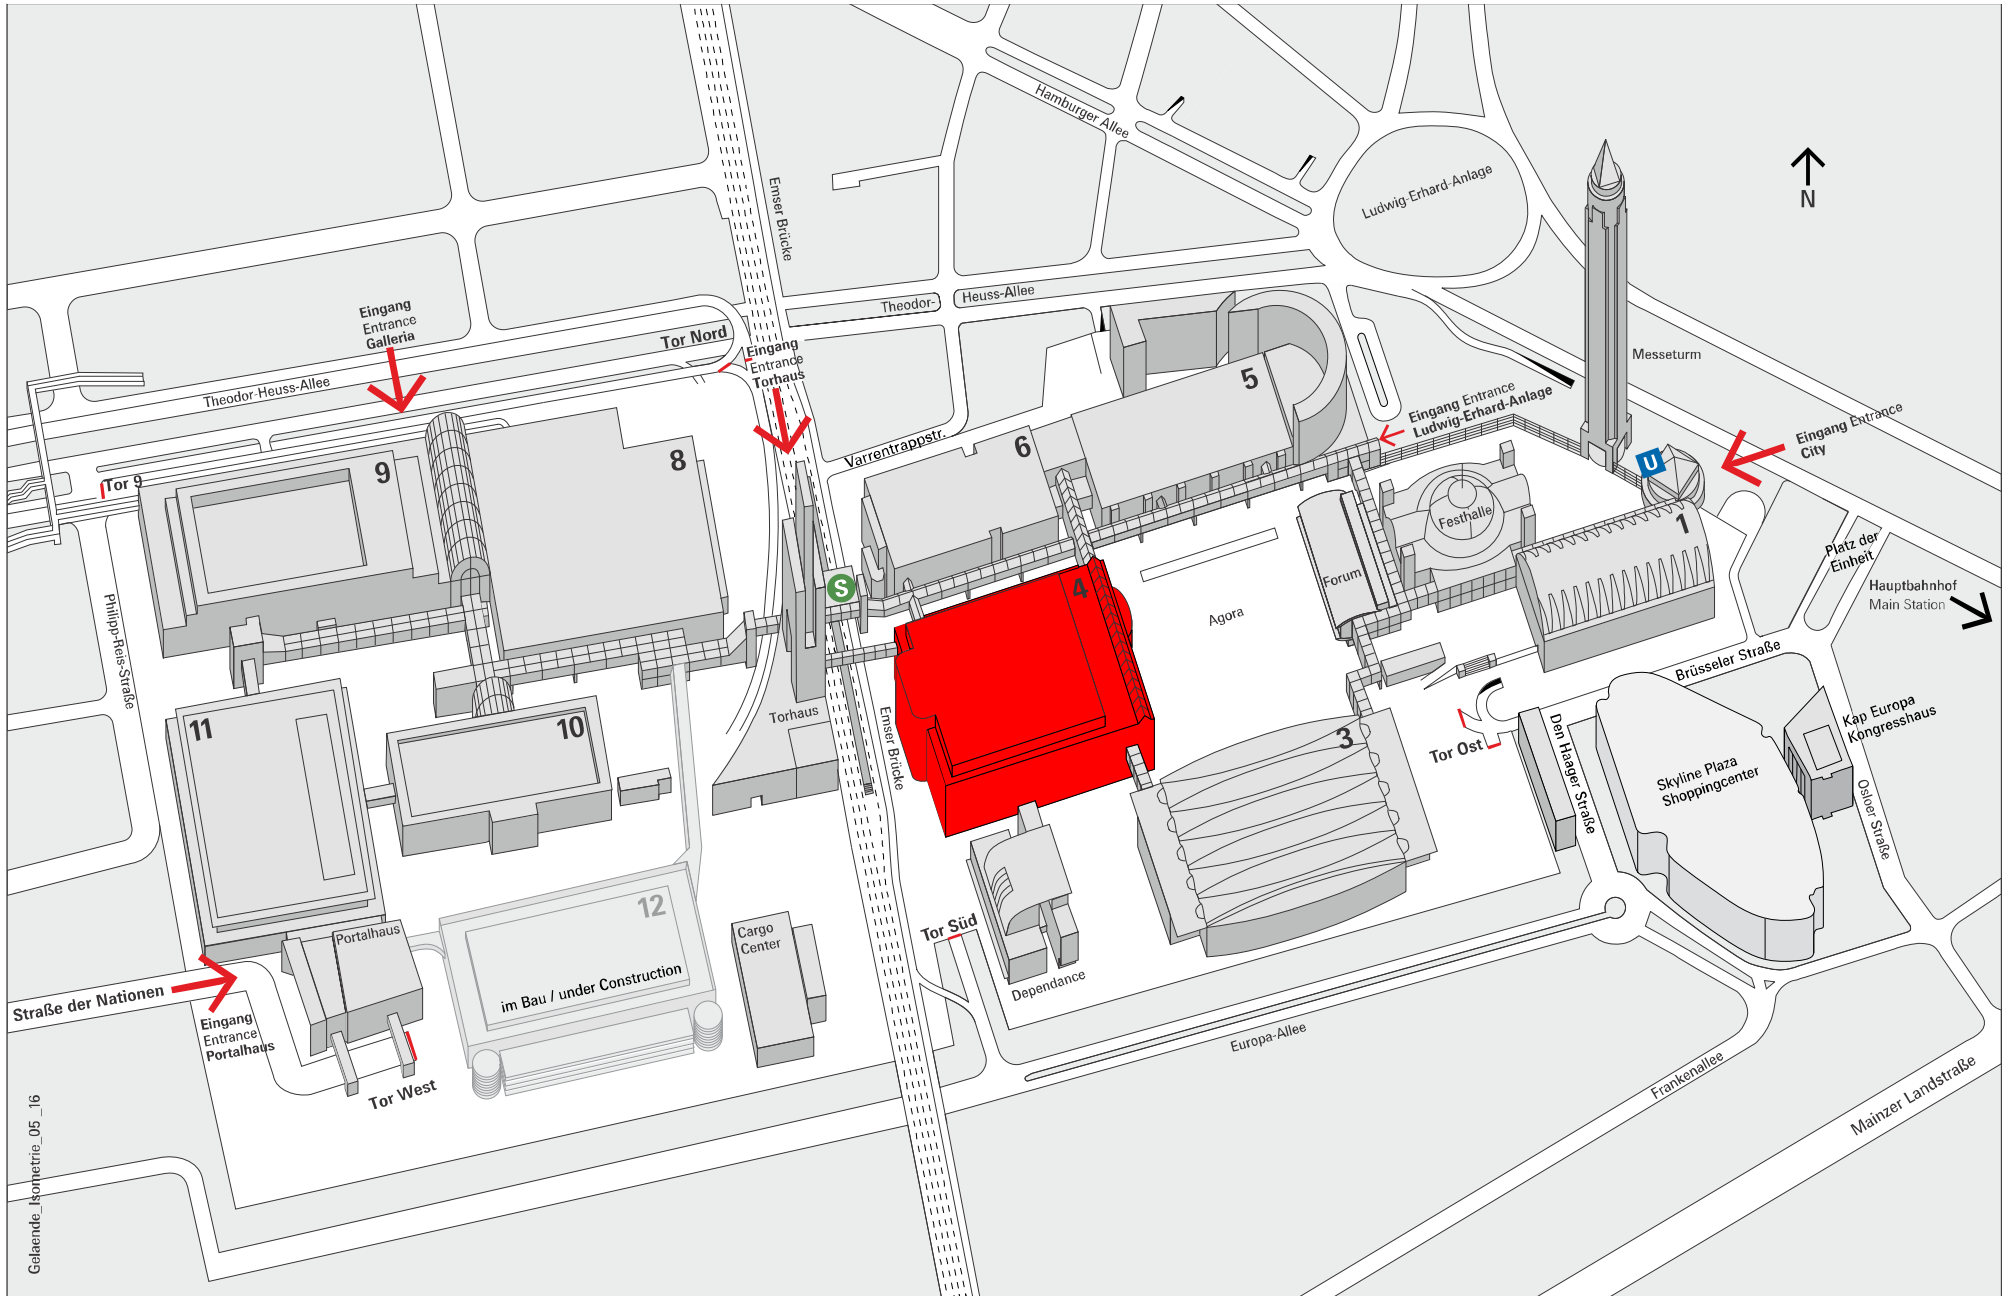 Hamburger Allee
Ludwig-Erhard-Anlage
N
Emser Brücke
Theodor-
Heuss-Allee
Eingang
Entrance
Galleria
Tor Nord
Eingang
Entrance
Torhaus
Theodor-Heuss-Allee
Messeturm
5
Eingang Entrance
Ludwig-Erhard-Anlage
Eingang Entrance
City
Varrentrappstr.
6
8
9
Tor 9
U
Festhalle
1
Platz der
Einheit
Hauptbahnhof
Main Station
Forum
S
4
Agora
Philipp-Reis-Straße
Brüsseler Straße
Torhaus
Emser Brücke
11
10
3
Tor Ost
Den Haager Straße
Kap Europa
Kongresshaus
Skyline Plaza
Shoppingcenter
Osloer Straße
12
im Bau / under Construction
Cargo
Center
Tor Süd
Dependance
Portalhaus
Straße der Nationen
Eingang
Entrance
Portalhaus
Tor West
Europa-Allee
Frankenallee
Mainzer Landstraße
Gelaende_Isometrie_05 _16